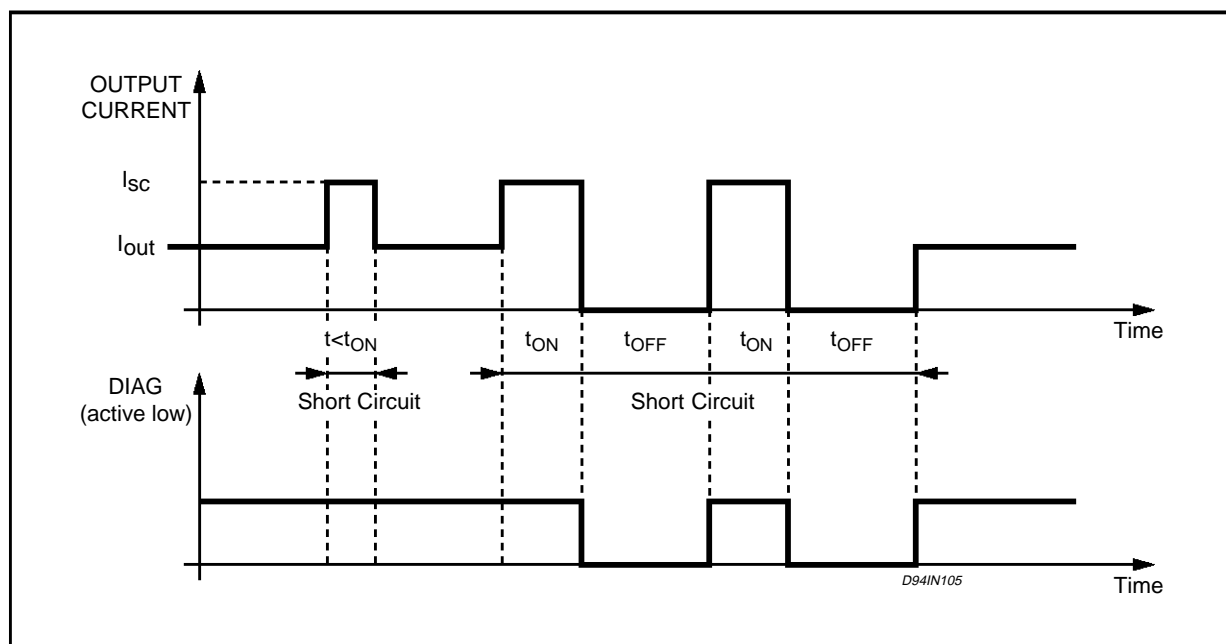 OUTPUT
CURRENT
Isc
Iout
Time
t<tON
tON
tOFF
tON
tOFF
DIAG
(active low)
Short Circuit
Short Circuit
D94IN105
Time